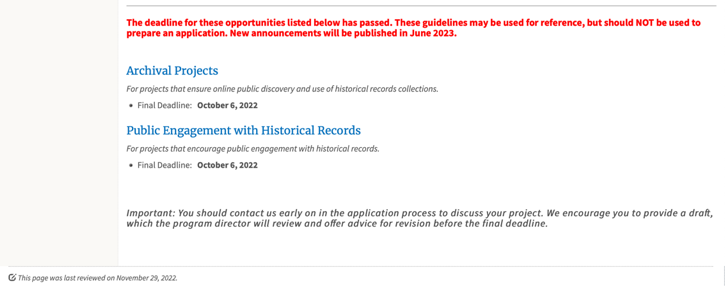 The deadline for these opportunities listed below has passed. These guidelines may be used for reference, but should NOT be used to
prepare an application. New announcements will be published in June 2023.
Archival Projects
For projects that ensure online public discovery and use of historical records collections.
• Final Deadline: October 6, 2022
Public Engagement with Historical Records
For projects that encourage public engagement with historical records.
• Final Deadline: October 6, 2022
Important: You should contact us early on in the application process to discuss your project. We encourage you to provide a draft,
which the program director will review and offer advice for revision before the final deadline.
This page was last reviewed on November 29, 2022.